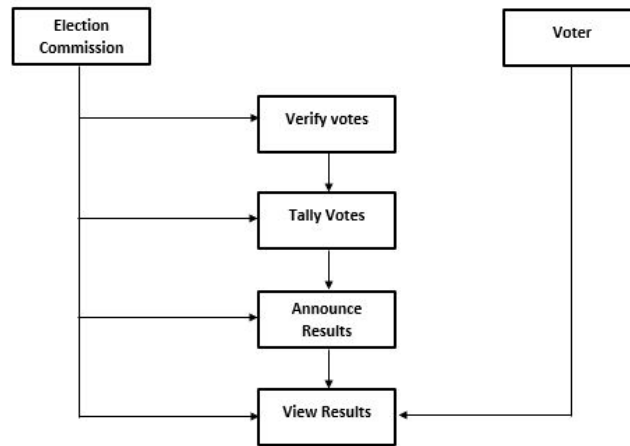 Election
Commission
Voter
Verify votes
Tally Votes
Announce
Results
View Results